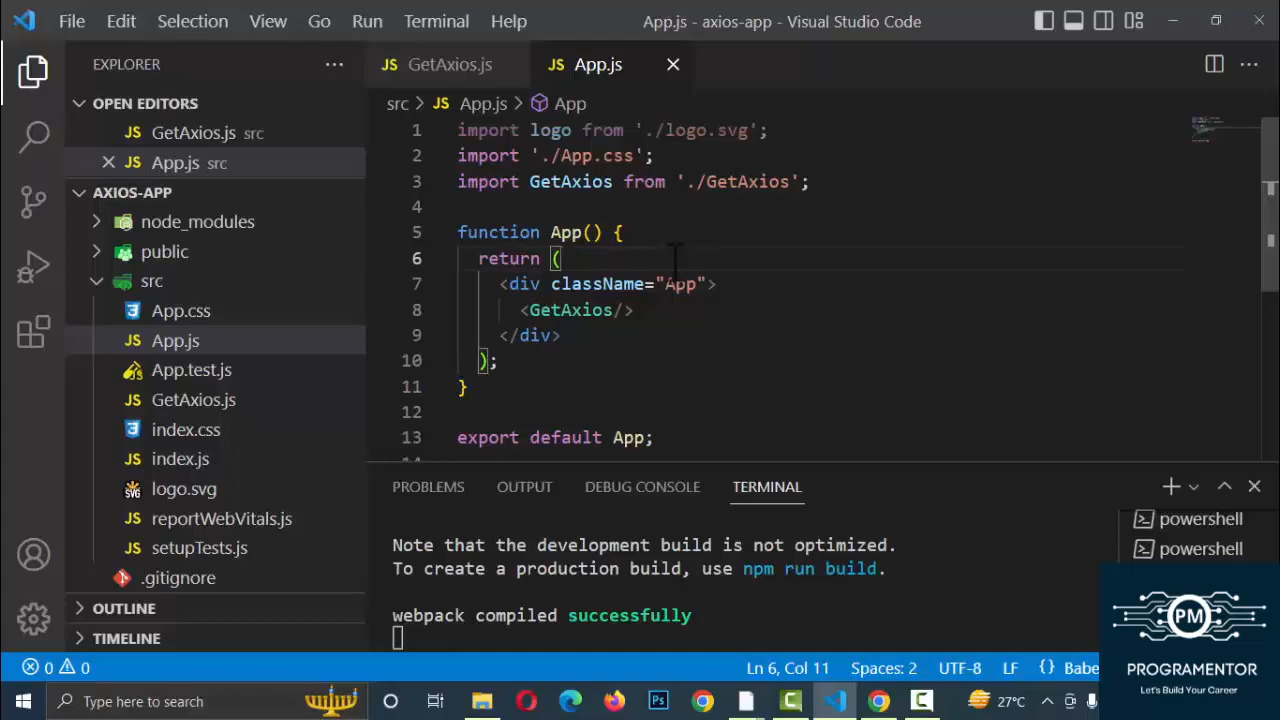 File Edit Selection View Go Run Terminal Help App.js - axios-app - Visual Studio Code
EXPLORER
OPEN EDITORS
JS GetAxios.js src
JS App.js src
AXIOS-APP
node_modules
public
src
App.css
JS App.js
App.test.js
JS GetAxios.js
index.css
JS index.js
SVG logo.svg
JS reportWebVitals.js
JS setupTests.js
.gitignore
OUTLINE
TIMELINE
JS GetAxios.js JS App.js
src > JS App.js > App
1 import logo from './logo.svg';
2 import './App.css';
3 import GetAxios from './GetAxios';
4
5 function App() {
6 return (
7 <div className="App">
8 <GetAxios/>
9 </div>
10 );
11 }
12
13 export default App;
PROBLEMS OUTPUT DEBUG CONSOLE TERMINAL
Note that the development build is not optimized.
To create a production build, use npm run build.
webpack compiled successfully
powershell
powershell
PM
PROGRAMENTOR
Let's Build Your Career
0 0 Ln 6, Col 11 Spaces: 2 UTF-8 LF {} Babe
Type here to search Ps 27°C